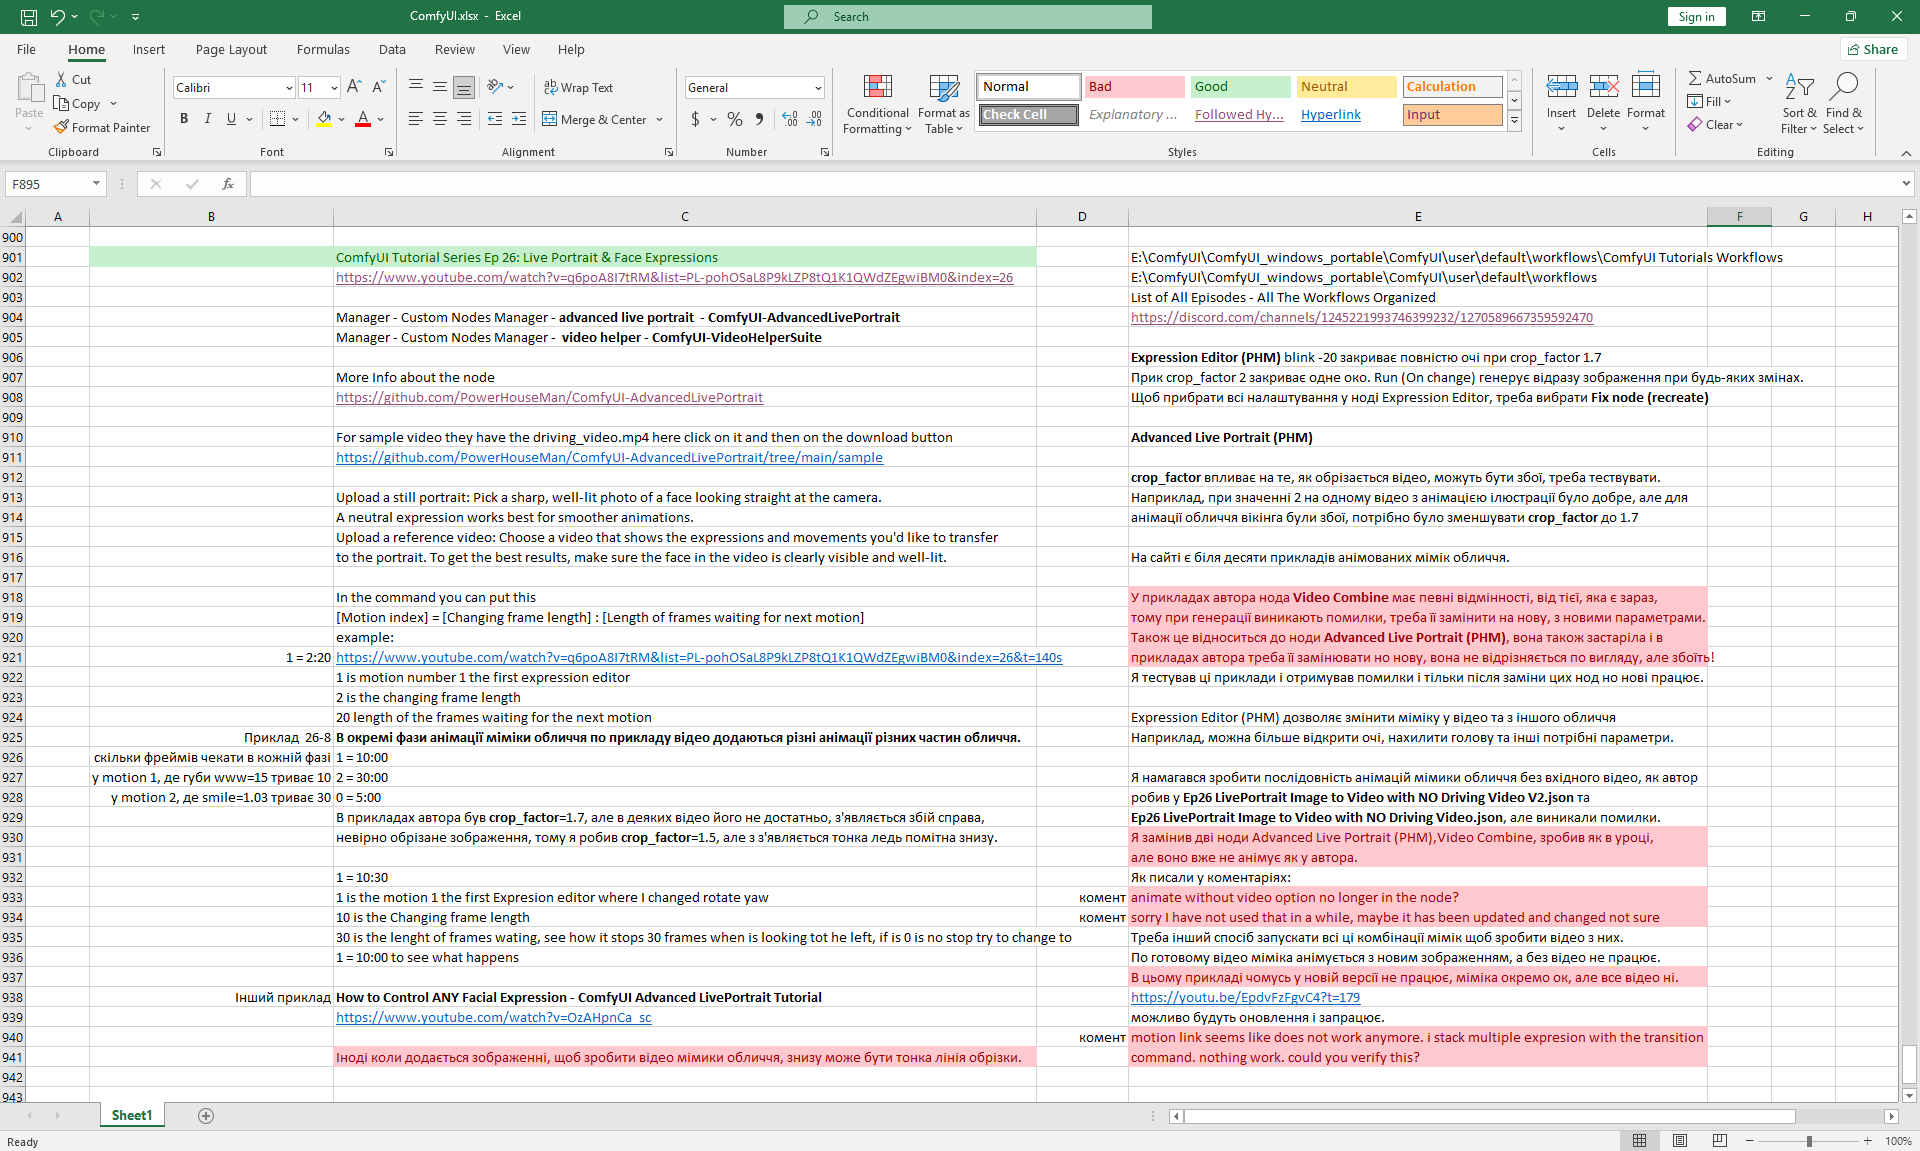 ComfyUI.xlsx - Excel
Search
Sign in
File Home Insert Page Layout Formulas Data Review View Help
Share
Paste
Cut
Copy
Format Painter
Clipboard
Calibri 11
B I U
Font
Wrap Text
Merge & Center
Alignment
General
$ % ,
Number
Conditional Formatting
Format as Table
Normal Bad Good Neutral Calculation
Check Cell Explanatory ... Followed Hy... Hyperlink Input
Styles
Insert Delete Format
Cells
AutoSum
Fill
Clear
Sort & Filter
Find & Select
Editing
F895
fx
A B C D E F G H
900
901 ComfyUI Tutorial Series Ep 26: Live Portrait & Face Expressions E:\ComfyUI\ComfyUI_windows_portable\ComfyUI\user\default\workflows\ComfyUI Tutorials Workflows
902 https://www.youtube.com/watch?v=q6poA8I7tRM&list=PL-pohOSaL8P9kLZP8tQ1K1QWdZEgwiBM0&index=26 E:\ComfyUI\ComfyUI_windows_portable\ComfyUI\user\default\workflows
903 List of All Episodes - All The Workflows Organized
904 Manager - Custom Nodes Manager - advanced live portrait - ComfyUI-AdvancedLivePortrait https://discord.com/channels/1245221993746399232/1270589667359592470
905 Manager - Custom Nodes Manager - video helper - ComfyUI-VideoHelperSuite
906 Expression Editor (PHM) blink -20 закриває повністю очі при crop_factor 1.7
907 More Info about the node Прик crop_factor 2 закриває одне око. Run (On change) генерує відразу зображення при будь-яких змінах.
908 https://github.com/PowerHouseMan/ComfyUI-AdvancedLivePortrait Щоб прибрати всі налаштування у ноді Expression Editor, треба вибрати Fix node (recreate)
909
910 For sample video they have the driving_video.mp4 here click on it and then on the download button Advanced Live Portrait (PHM)
911 https://github.com/PowerHouseMan/ComfyUI-AdvancedLivePortrait/tree/main/sample
912 crop_factor впливає на те, як обрізається відео, можуть бути збої, треба тествувати.
913 Upload a still portrait: Pick a sharp, well-lit photo of a face looking straight at the camera. Наприклад, при значенні 2 на одному відео з анімацією ілюстрації було добре, але для
914 A neutral expression works best for smoother animations. анімації обличчя вікінга були збої, потрібно було зменшувати crop_factor до 1.7
915 Upload a reference video: Choose a video that shows the expressions and movements you'd like to transfer
916 to the portrait. To get the best results, make sure the face in the video is clearly visible and well-lit. На сайті є біля десяти прикладів анімованих мімік обличчя.
917
918 In the command you can put this У прикладах автора нода Video Combine має певні відмінності, від тієї, яка є зараз,
919 [Motion index] = [Changing frame length] : [Length of frames waiting for next motion] тому при генерації виникають помилки, треба її замінити на нову, з новими параметрами.
920 example: Також це відноситься до ноди Advanced Live Portrait (PHM), вона також застаріла і в
921 1 = 2:20 https://www.youtube.com/watch?v=q6poA8I7tRM&list=PL-pohOSaL8P9kLZP8tQ1K1QWdZEgwiBM0&index=26&t=140s прикладах автора треба її замінювати но нову, вона не відрізняється по вигляду, але збоїть!
922 1 is motion number 1 the first expression editor Я тестував ці приклади і отримував помилки і тільки після заміни цих нод но нові працює.
923 2 is the changing frame length
924 20 length of the frames waiting for the next motion Expression Editor (PHM) дозволяє змінити міміку у відео та з іншого обличчя
925 Приклад 26-8 В окремі фази анімації міміки обличчя по прикладу відео додаються різні анімації різних частин обличчя. Наприклад, можна більше відкрити очі, нахилити голову та інші потрібні параметри.
926 скільки фреймів чекати в кожній фазі 1 = 10:00
927 у motion 1, де губи www=15 триває 10 2 = 30:00 Я намагався зробити послідовність анімацій мімики обличчя без вхідного відео, як автор
928 у motion 2, де smile=1.03 триває 30 0 = 5:00 робив у Ep26 LivePortrait Image to Video with NO Driving Video V2.json та
929 В прикладах автора був crop_factor=1.7, але в деяких відео його не достатньо, з'являється збій справа, Ep26 LivePortrait Image to Video with NO Driving Video.json, але виникали помилки.
930 невірно обрізане зображення, тому я робив crop_factor=1.5, але з з'являється тонка ледь помітна знизу. Я замінив дві ноди Advanced Live Portrait (PHM),Video Combine, зробив як в уроці,
931 але воно вже не анімує як у автора.
932 1 = 10:30 Як писали у коментаріях:
933 1 is the motion 1 the first Expresion editor where I changed rotate yaw комент animate without video option no longer in the node?
934 10 is the Changing frame length комент sorry I have not used that in a while, maybe it has been updated and changed not sure
935 30 is the lenght of frames wating, see how it stops 30 frames when is looking tot he left, if is 0 is no stop try to change to Треба інший спосіб запускати всі ці комбінації мімік щоб зробити відео з них.
936 1 = 10:00 to see what happens По готовому відео міміка анімується з новим зображенням, а без відео не працює.
937 В цьому прикладі чомусь у новій версії не працює, міміка окремо ок, але все відео ні.
938 Інший приклад How to Control ANY Facial Expression - ComfyUI Advanced LivePortrait Tutorial https://youtu.be/EpdvFzFgvC4?t=179
939 https://www.youtube.com/watch?v=OzAHpnCa_sc можливо будуть оновлення і запрацює.
940 комент motion link seems like does not work anymore. i stack multiple expresion with the transition
941 Іноді коли додається зображенні, щоб зробити відео мімики обличчя, знизу може бути тонка лінія обрізки. command. nothing work. could you verify this?
942
943
Sheet1
Ready
100%